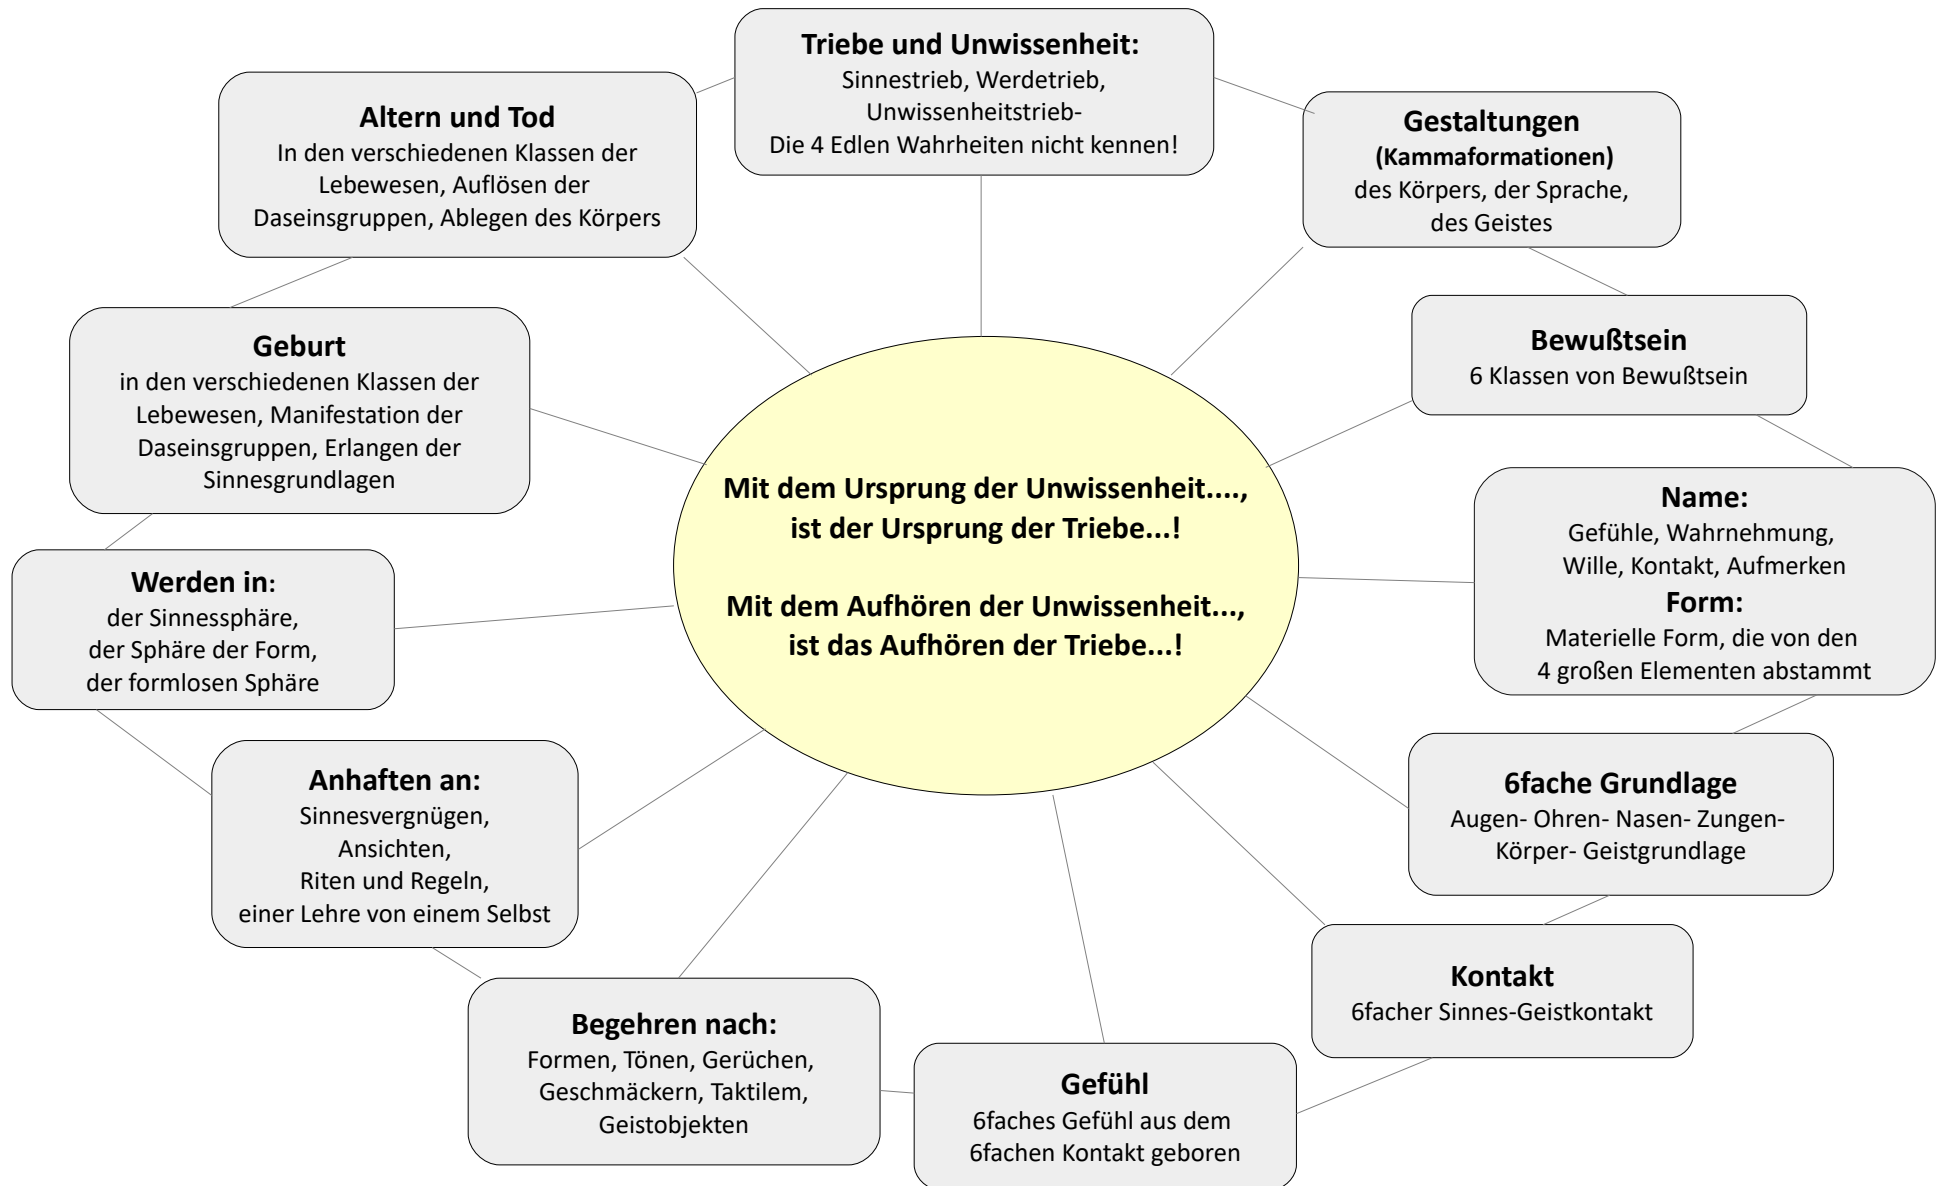 Triebe und Unwissenheit:
Sinnestrieb, Werdetrieb,
Unwissenheitstrieb-
Die 4 Edlen Wahrheiten nicht kennen!
Gestaltungen
(Kammaformationen)
des Körpers, der Sprache,
des Geistes
Bewußtsein
6 Klassen von Bewußtsein
Name:
Gefühle, Wahrnehmung,
Wille, Kontakt, Aufmerken
Form:
Materielle Form, die von den
4 großen Elementen abstammt
6fache Grundlage
Augen- Ohren- Nasen- Zungen-
Körper- Geistgrundlage
Kontakt
6facher Sinnes-Geistkontakt
Gefühl
6faches Gefühl aus dem
6fachen Kontakt geboren
Begehren nach:
Formen, Tönen, Gerüchen,
Geschmäckern, Taktilem,
Geistobjekten
Anhaften an:
Sinnesvergnügen,
Ansichten,
Riten und Regeln,
einer Lehre von einem Selbst
Werden in:
der Sinnessphäre,
der Sphäre der Form,
der formlosen Sphäre
Geburt
in den verschiedenen Klassen der
Lebewesen, Manifestation der
Daseinsgruppen, Erlangen der
Sinnesgrundlagen
Altern und Tod
In den verschiedenen Klassen der
Lebewesen, Auflösen der
Daseinsgruppen, Ablegen des Körpers
Mit dem Ursprung der Unwissenheit....,
ist der Ursprung der Triebe...!
Mit dem Aufhören der Unwissenheit...,
ist das Aufhören der Triebe...!